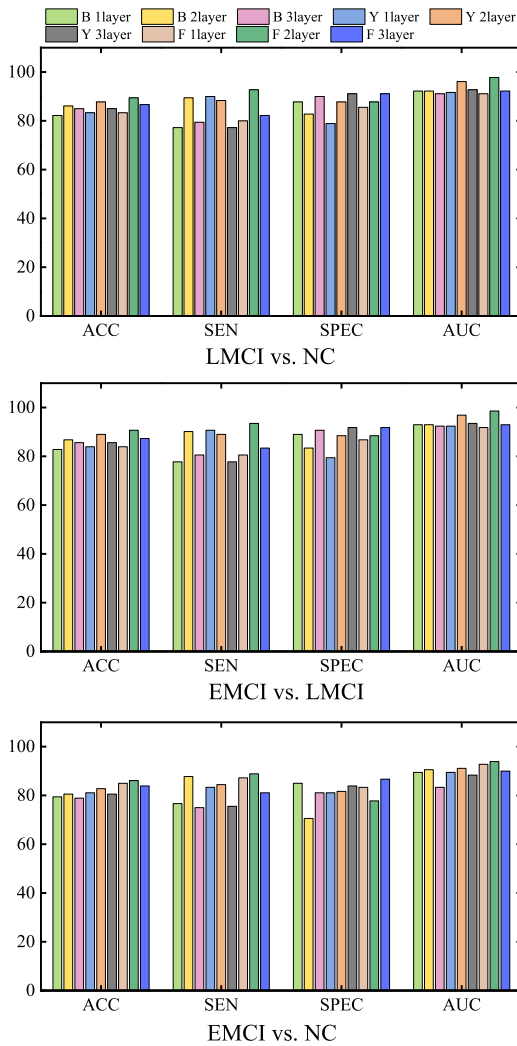 B 1layer B 2layer B 3layer Y 1layer Y 2layer
Y 3layer F 1layer F 2layer F 3layer
100
80
60
40
20
0
ACC SEN SPEC AUC
LMCI vs. NC
100
80
60
40
20
0
ACC SEN SPEC AUC
EMCI vs. LMCI
100
80
60
40
20
0
ACC SEN SPEC AUC
EMCI vs. NC